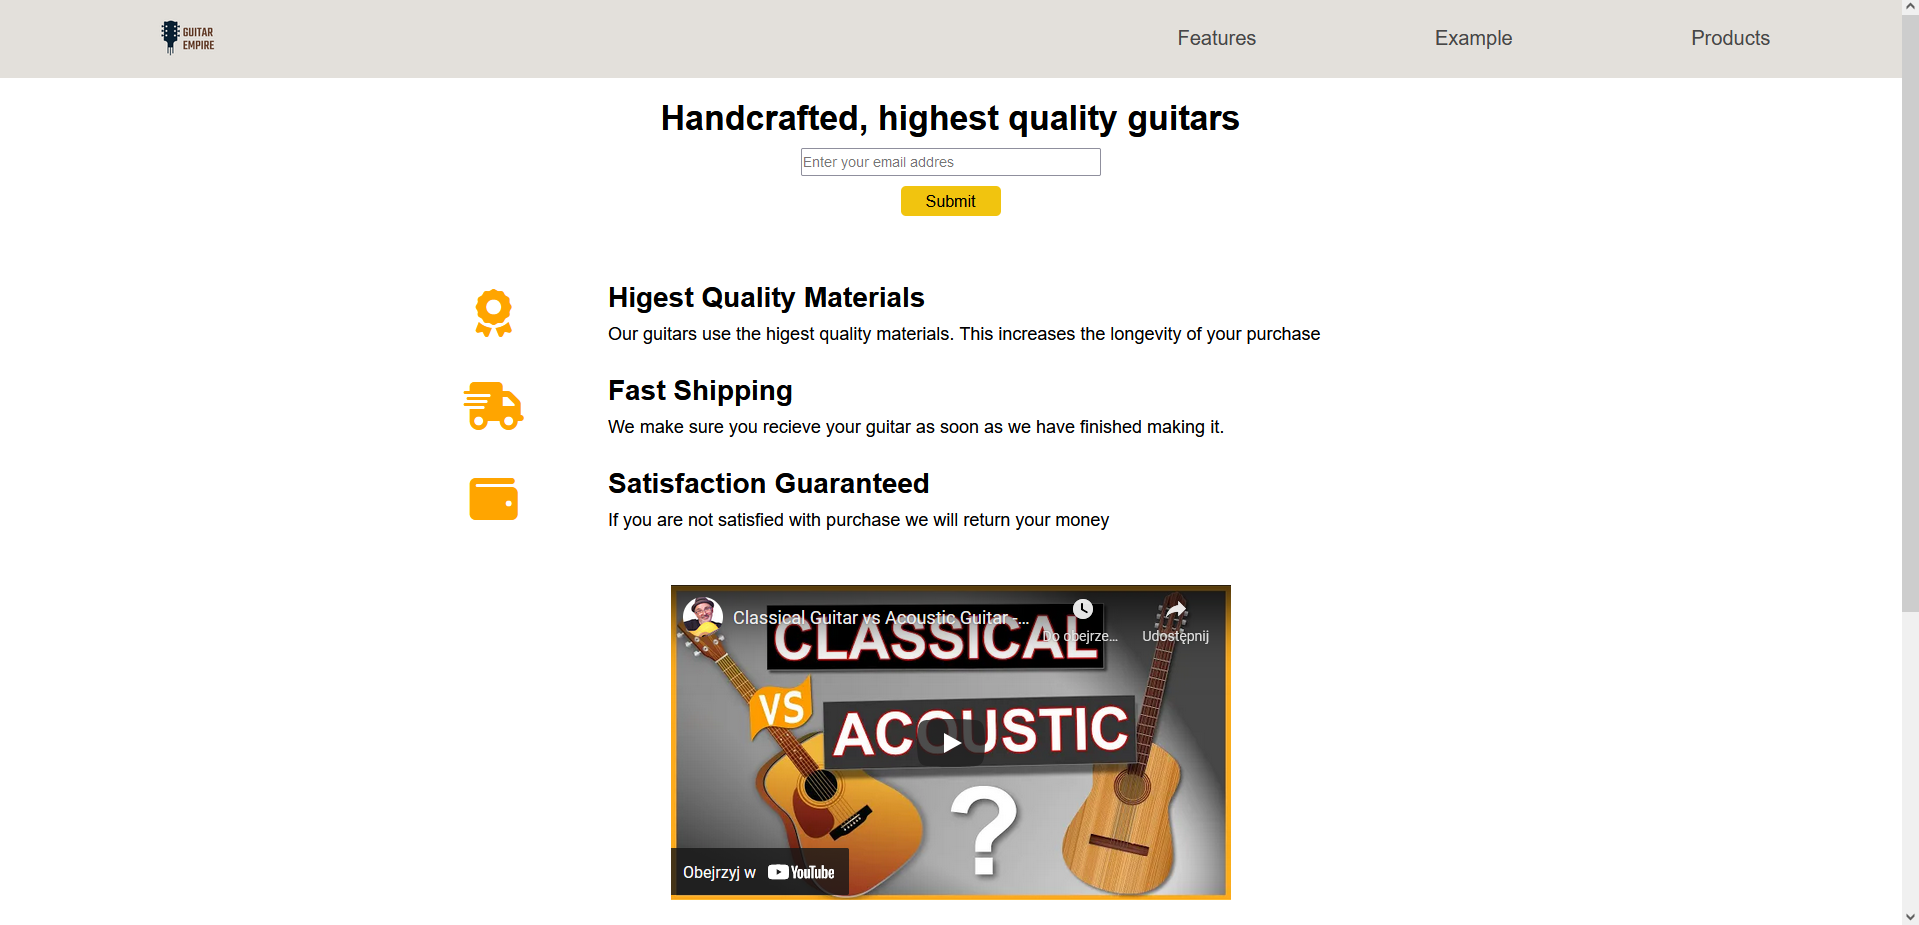 GUITAR
EMPIRE
Features
Example
Products
Handcrafted, highest quality guitars
Enter your email addres
Submit
Higest Quality Materials
Our guitars use the higest quality materials. This increases the longevity of your purchase
Fast Shipping
We make sure you recieve your guitar as soon as we have finished making it.
Satisfaction Guaranteed
If you are not satisfied with purchase we will return your money
Classical Guitar vs Acoustic Guitar -...
Do obejrze...
Udostępnij
CLASSICAL
VS
ACOUSTIC
?
Obejrzyj w YouTube